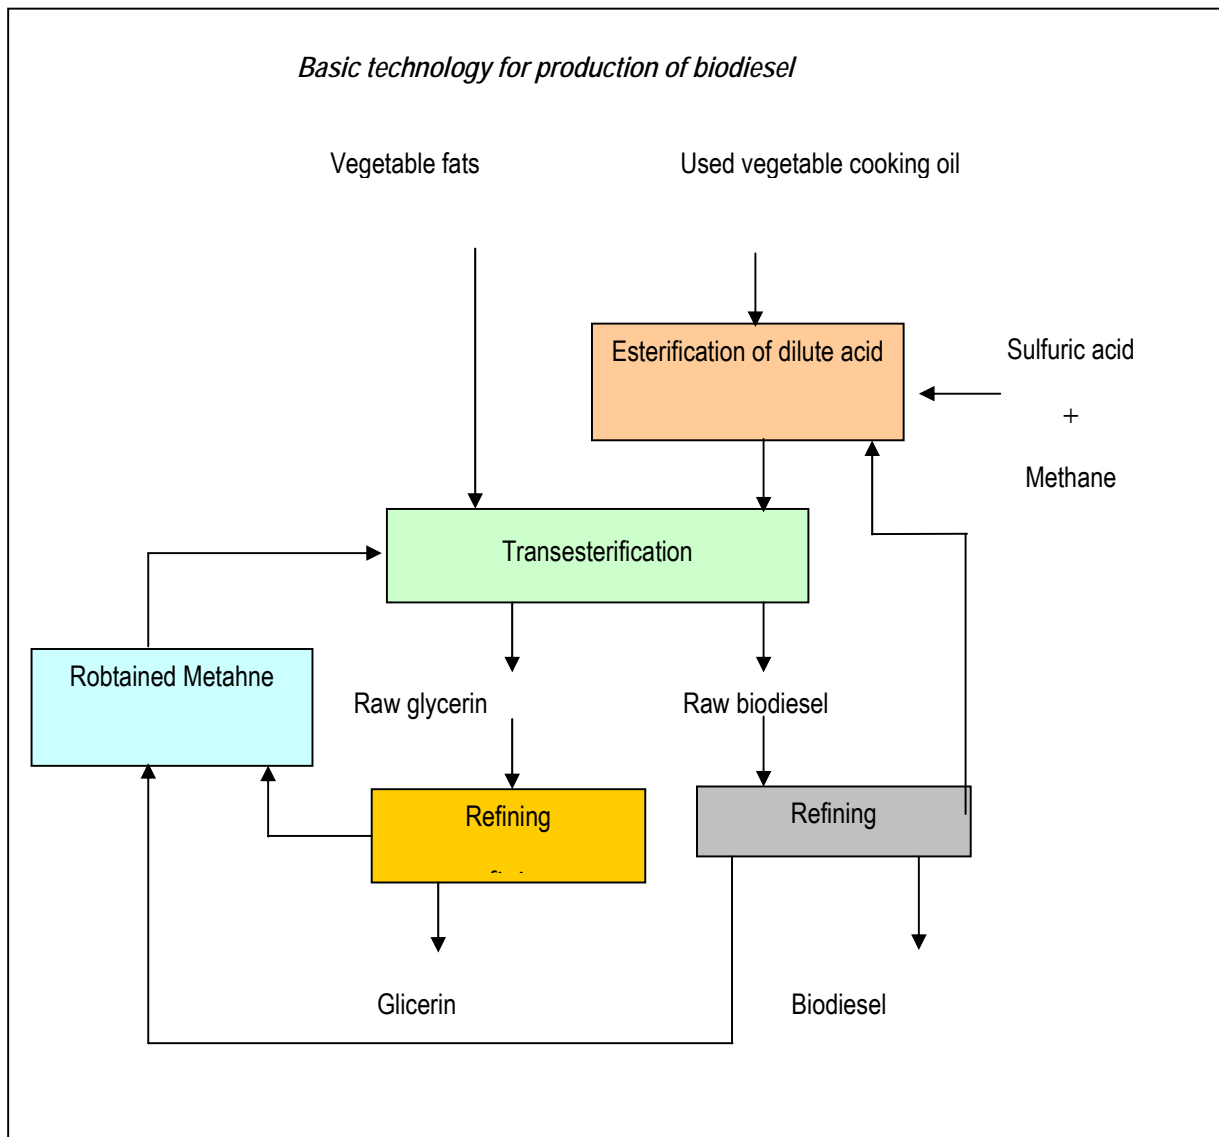 Basic technology for production of biodiesel
Vegetable fats
Used vegetable cooking oil
Esterification of dilute acid
Sulfuric acid
+
Methane
Transesterification
Robtained Metahne
Raw glycerin
Raw biodiesel
Refining
Refining
Glicerin
Biodiesel